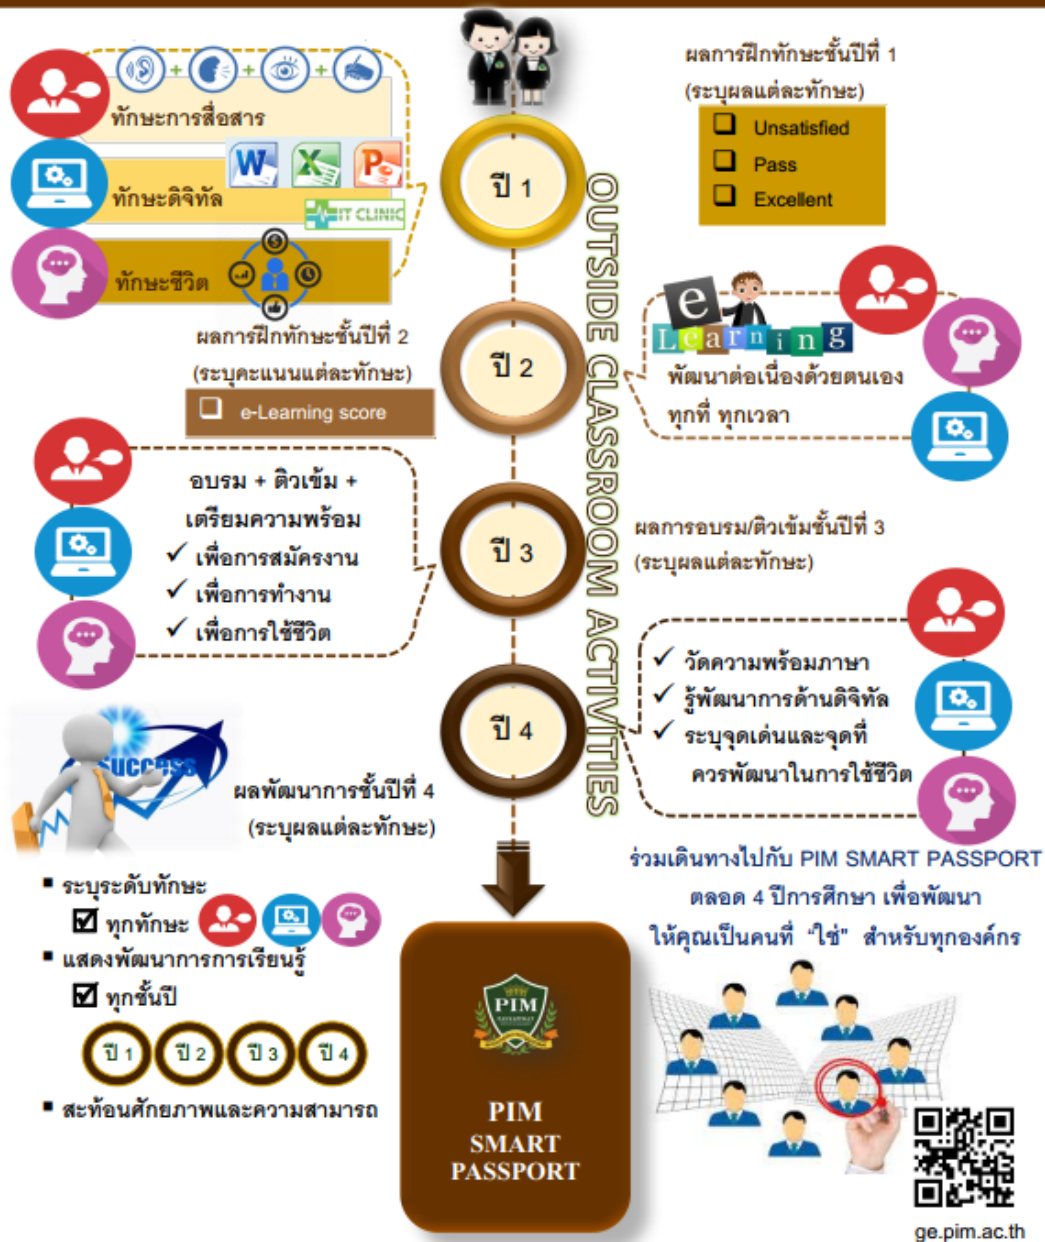 ผลการฝึกทักษะชั้นปีที่ 1
(ระบุผลแต่ละทักษะ)
Unsatisfied
Pass
Excellent
ทักษะการสื่อสาร
W X P
ทักษะดิจิทัล
IT CLINIC
ทักษะชีวิต
ปี 1
OUTSIDE CLASSROOM ACTIVITIES
ผลการฝึกทักษะชั้นปีที่ 2
(ระบุคะแนนแต่ละทักษะ)
e-Learning score
ปี 2
e
Learning
พัฒนาต่อเนื่องด้วยตนเอง
ทุกที่ ทุกเวลา
อบรม + ติวเข้ม +
เตรียมความพร้อม
✓ เพื่อการสมัครงาน
✓ เพื่อการทำงาน
✓ เพื่อการใช้ชีวิต
ปี 3
ผลการอบรม/ติวเข้มชั้นปีที่ 3
(ระบุผลแต่ละทักษะ)
ปี 4
✓ วัดความพร้อมภาษา
✓ รู้พัฒนาการด้านดิจิทัล
✓ ระบุจุดเด่นและจุดที่
ควรพัฒนาในการใช้ชีวิต
success
ผลพัฒนาการชั้นปีที่ 4
(ระบุผลแต่ละทักษะ)
▪ ระบุระดับทักษะ
☑ ทุกทักษะ
▪ แสดงพัฒนาการการเรียนรู้
☑ ทุกชั้นปี
ปี 1 ปี 2 ปี 3 ปี 4
▪ สะท้อนศักยภาพและความสามารถ
ร่วมเดินทางไปกับ PIM SMART PASSPORT
ตลอด 4 ปีการศึกษา เพื่อพัฒนา
ให้คุณเป็นคนที่ "ใช่" สำหรับทุกองค์กร
PIM
PIM
SMART
PASSPORT
ge.pim.ac.th